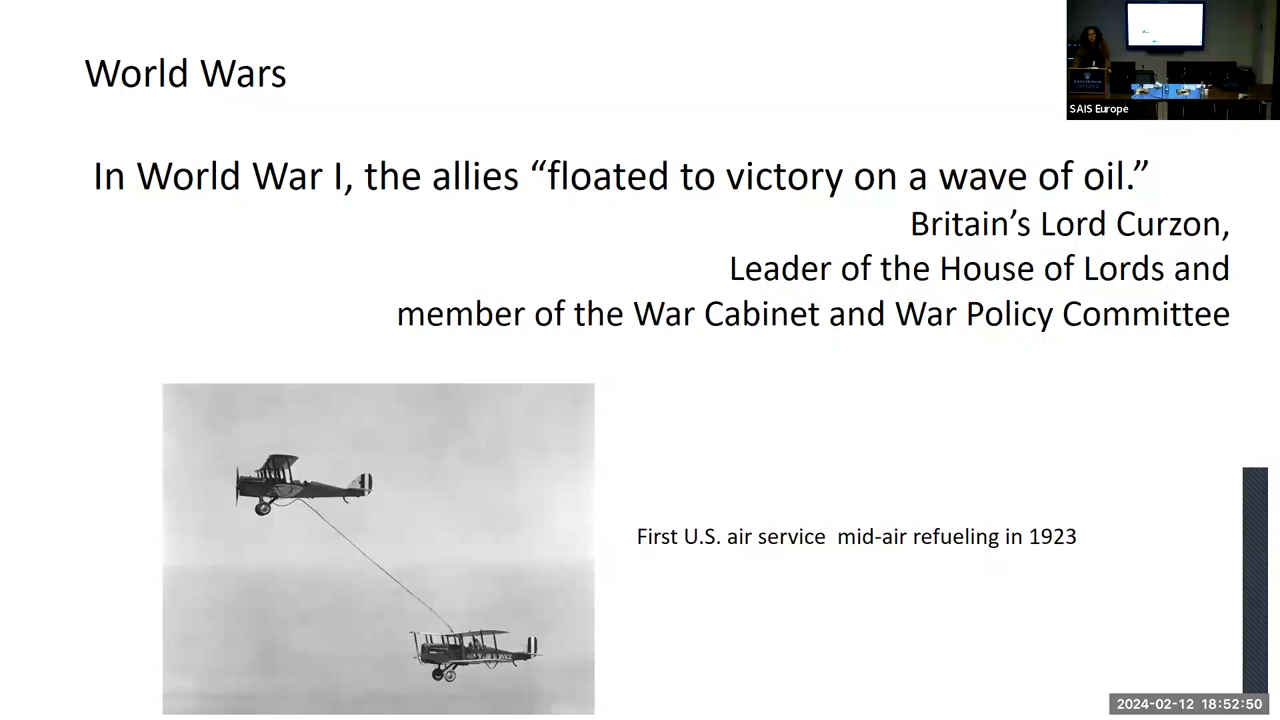 World Wars
SAIS Europe
In World War I, the allies “floated to victory on a wave of oil.”
Britain’s Lord Curzon,
Leader of the House of Lords and
member of the War Cabinet and War Policy Committee
First U.S. air service  mid-air refueling in 1923
2024-02-12 18:52:50